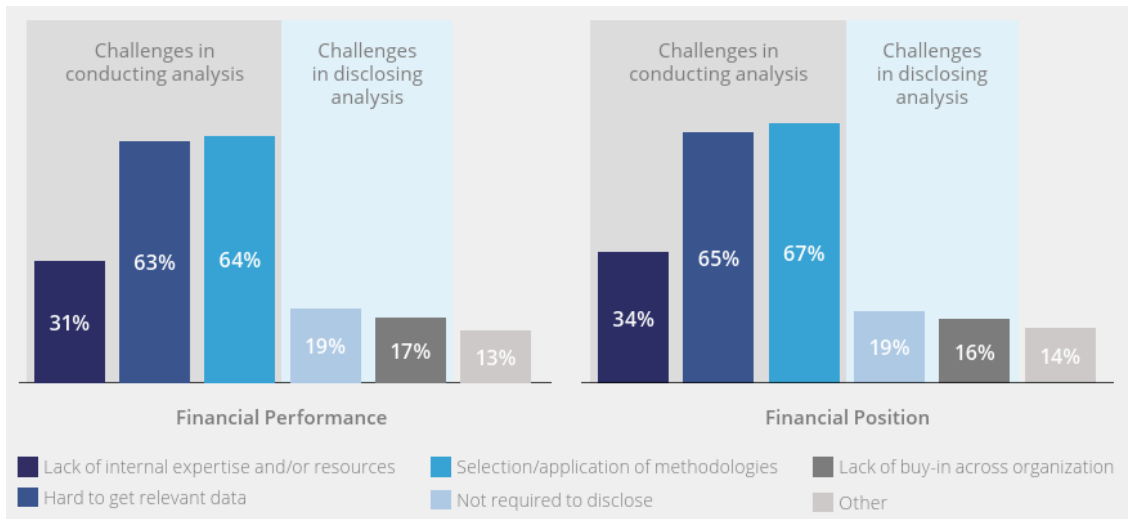 Challenges in
conducting analysis
Challenges
in disclosing
analysis
31%
63%
64%
19%
17%
13%
Financial Performance
Challenges in
conducting analysis
Challenges
in disclosing
analysis
34%
65%
67%
19%
16%
14%
Financial Position
Lack of internal expertise and/or resources
Selection/application of methodologies
Lack of buy-in across organization
Hard to get relevant data
Not required to disclose
Other